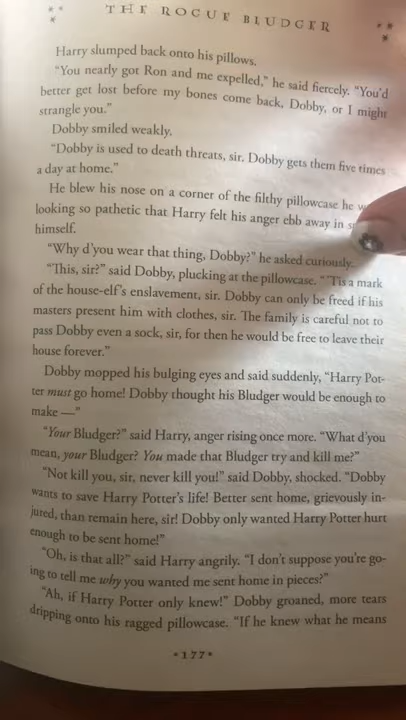 THE ROGUE BLUDGER
Harry slumped back onto his pillows.
"You nearly got Ron and me expelled," he said fiercely. "You'd
better get lost before my bones come back, Dobby, or I might
strangle you."
Dobby smiled weakly.
"Dobby is used to death threats, sir. Dobby gets them five times
a day at home."
He blew his nose on a corner of the filthy pillowcase he
looking so pathetic that Harry felt his anger ebb away in
himself.
"Why d'you wear that thing, Dobby?" he asked curiously.
"This, sir?" said Dobby, plucking at the pillowcase. "'Tis a mark
of the house-elf's enslavement, sir. Dobby can only be freed if his
masters present him with clothes, sir. The family is careful not to
pass Dobby even a sock, sir, for then he would be free to leave their
house forever."
Dobby mopped his bulging eyes and said suddenly, "Harry Pot-
ter must go home! Dobby thought his Bludger would be enough to
make —"
"Your Bludger?" said Harry, anger rising once more. "What d'you
mean, your Bludger? You made that Bludger try and kill me?"
"Not kill you, sir, never kill you!" said Dobby, shocked. "Dobby
wants to save Harry Potter's life! Better sent home, grievously in-
jured, than remain here, sir! Dobby only wanted Harry Potter hurt
enough to be sent home!"
"Oh, is that all?" said Harry angrily. "I don't suppose you're go-
ing to tell me why you wanted me sent home in pieces?"
"Ah, if Harry Potter only knew!" Dobby groaned, more tears
dripping onto his ragged pillowcase. "If he knew what he means
*177*